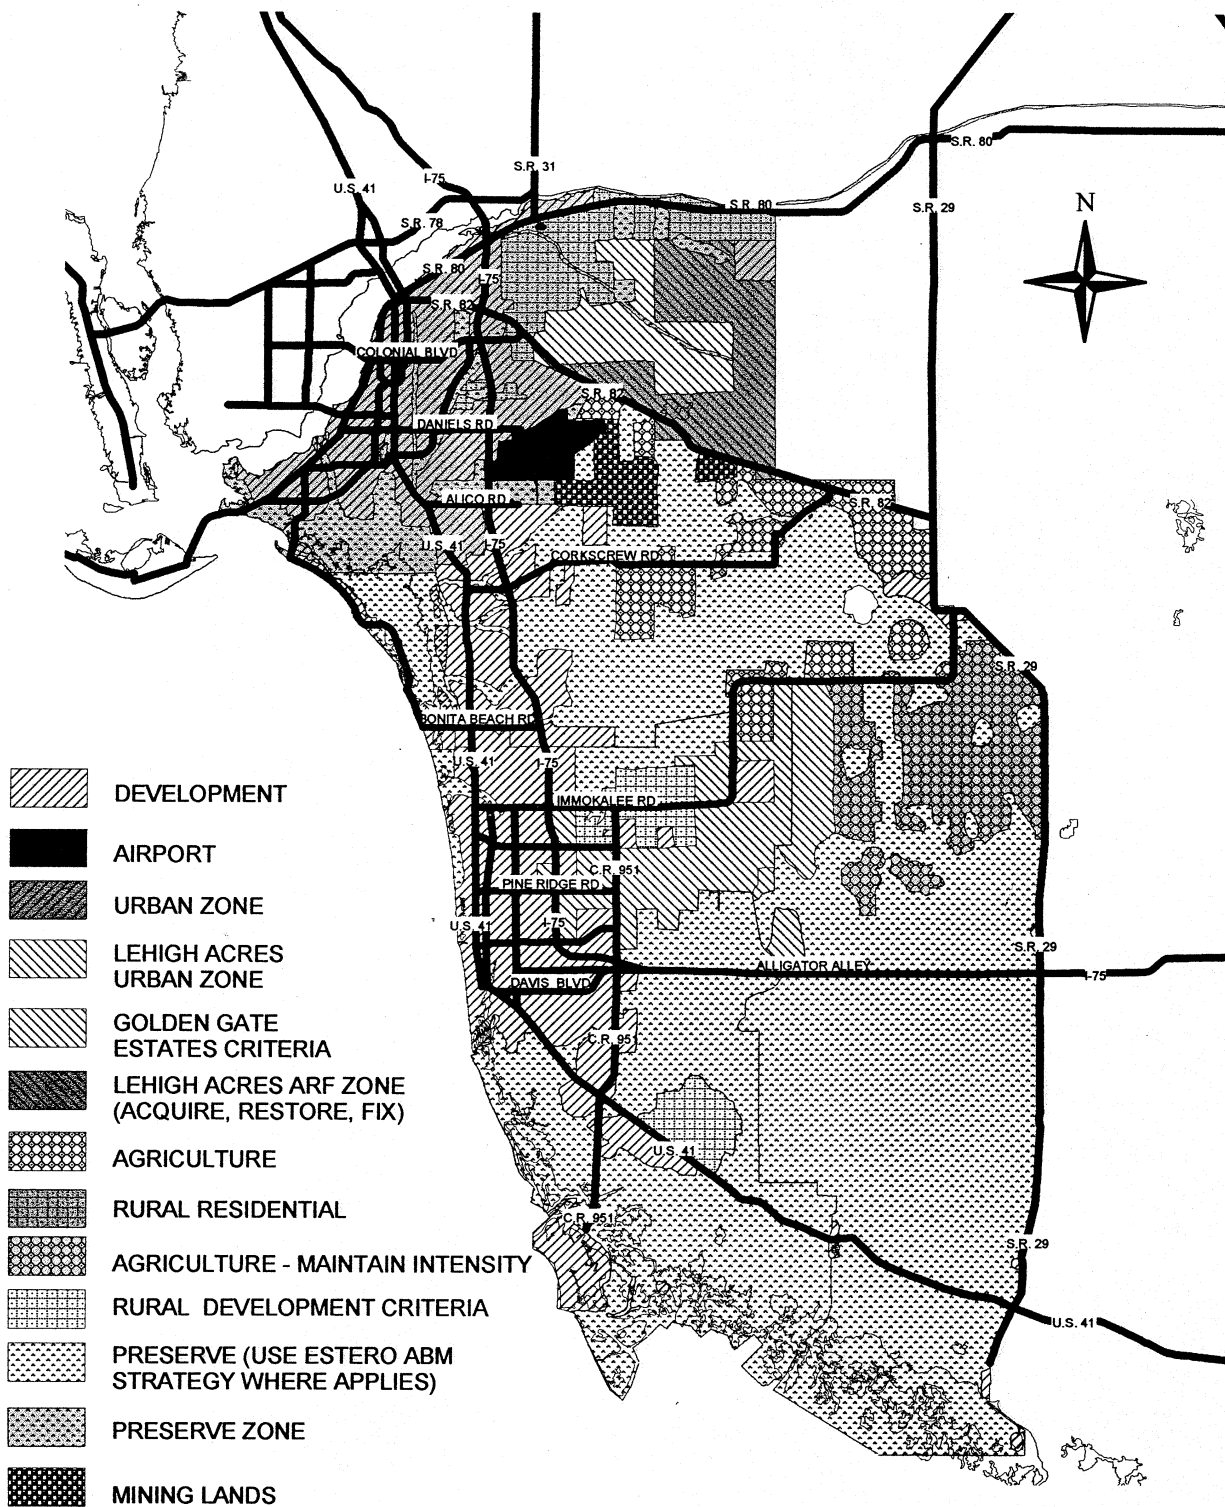 S.R. 31
S.R. 80
I-75
U.S. 41
S.R. 29
S.R. 80
N
S.R. 78
S.R. 80
I-75
S.R. 82
COLONIAL BLVD
S.R. 82
DANIELS RD
ALICO RD
S.R. 82
U.S. 41
I-75
CORKSCREW RD
S.R. 29
BONITA BEACH RD
U.S. 41
I-75
IMMOKALEE RD
C.R. 951
PINE RIDGE RD
U.S. 41
I-75
S.R. 29
ALLIGATOR ALLEY
I-75
DAVIS BLVD
C.R. 951
U.S. 41
C.R. 951
S.R. 29
U.S. 41
DEVELOPMENT
AIRPORT
URBAN ZONE
LEHIGH ACRES
URBAN ZONE
GOLDEN GATE
ESTATES CRITERIA
LEHIGH ACRES ARF ZONE
(ACQUIRE, RESTORE, FIX)
AGRICULTURE
RURAL RESIDENTIAL
AGRICULTURE - MAINTAIN INTENSITY
RURAL DEVELOPMENT CRITERIA
PRESERVE (USE ESTERO ABM
STRATEGY WHERE APPLIES)
PRESERVE ZONE
MINING LANDS